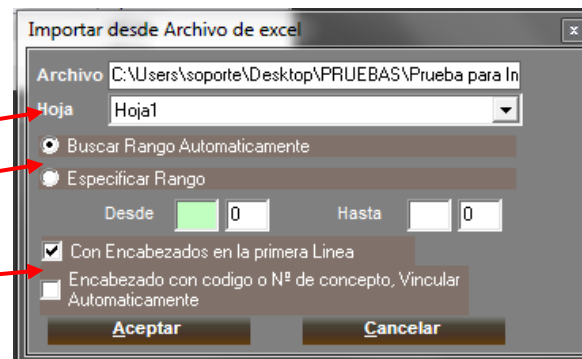 Importar desde Archivo de excel x
Archivo C:\Users\soporte\Desktop\PRUEBAS\Prueba para In
Hoja Hoja1
Buscar Rango Automaticamente
Especificar Rango
Desde 0 Hasta 0
Con Encabezados en la primera Linea
Encabezado con codigo o Nº de concepto, Vincular
Automaticamente
Aceptar Cancelar